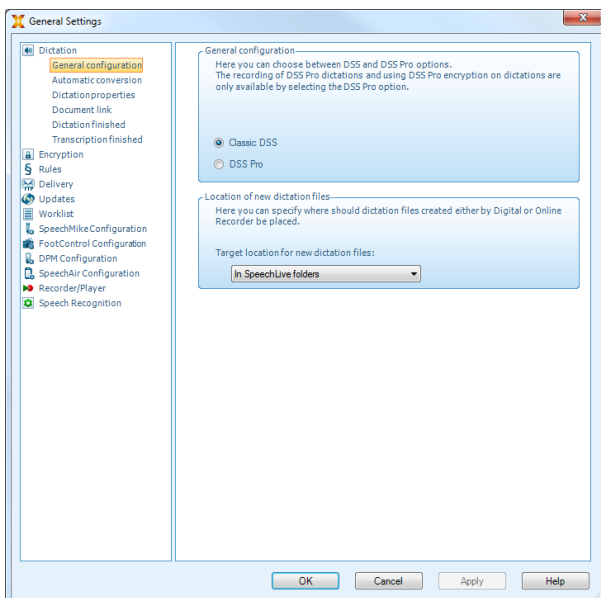 General Settings
Dictation
General configuration
Automatic conversion
Dictation properties
Document link
Dictation finished
Transcription finished
Encryption
Rules
Delivery
Updates
Worklist
SpeechMike Configuration
FootControl Configuration
DPM Configuration
SpeechAir Configuration
Recorder/Player
Speech Recognition
General configuration
Here you can choose between DSS and DSS Pro options.
The recording of DSS Pro dictations and using DSS Pro encryption on dictations are
only available by selecting the DSS Pro option.
Classic DSS
DSS Pro
Location of new dictation files
Here you can specify where should dictation files created either by Digital or Online
Recorder be placed.
Target location for new dictation files:
In SpeechLive folders
OK
Cancel
Apply
Help